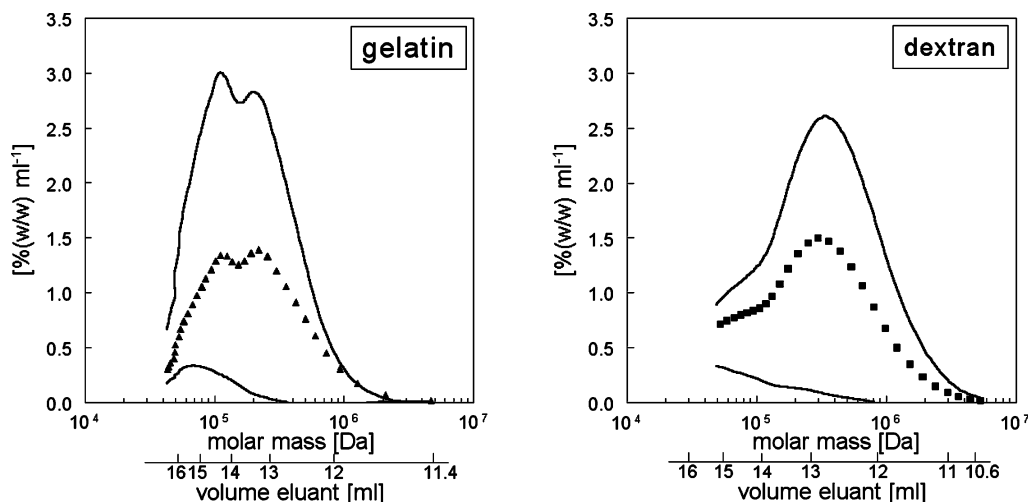 gelatin
[%(w/w) ml⁻¹]
3.5
3.0
2.5
2.0
1.5
1.0
0.5
0.0
10⁴ 10⁵ 10⁶ 10⁷
molar mass [Da]
16 15 14 13 12 11.4
volume eluant [ml]
dextran
[%(w/w) ml⁻¹]
3.5
3.0
2.5
2.0
1.5
1.0
0.5
0.0
10⁴ 10⁵ 10⁶ 10⁷
molar mass [Da]
16 15 14 13 12 11 10.6
volume eluant [ml]